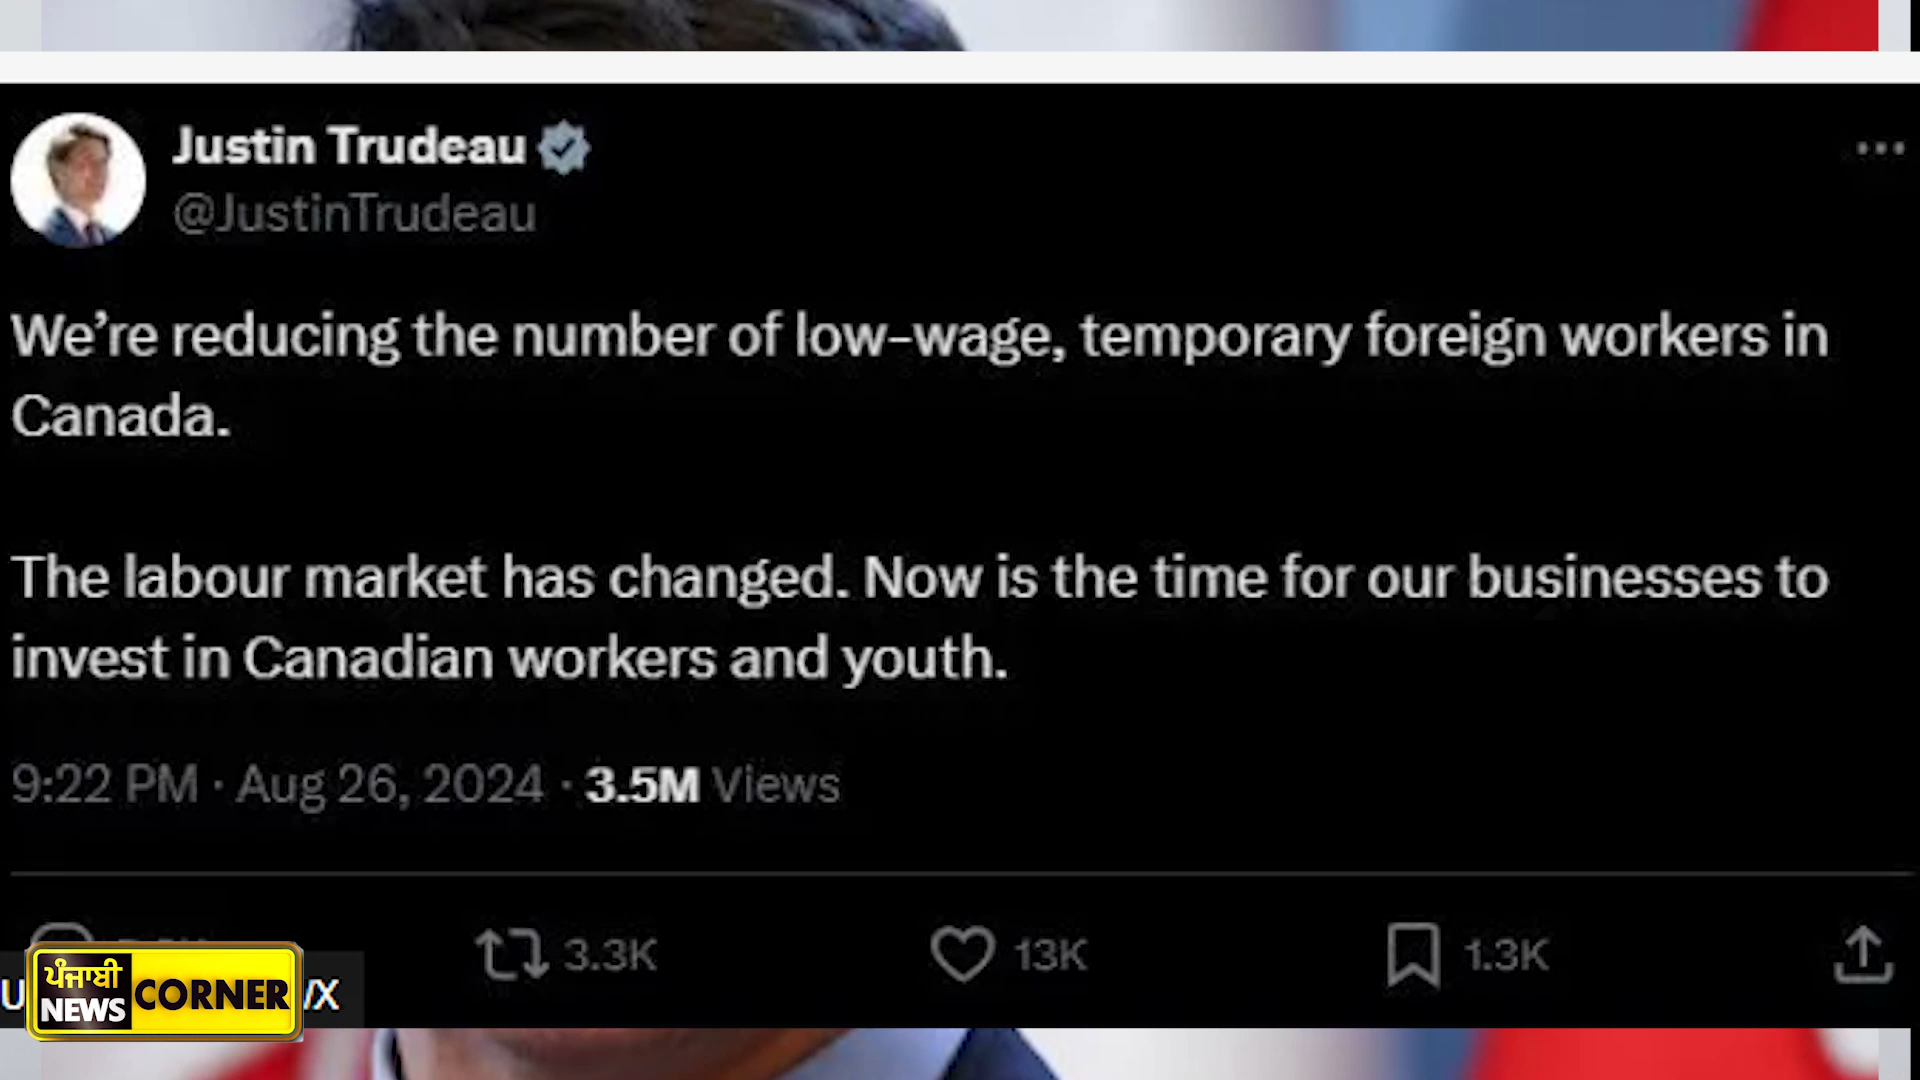 Justin Trudeau
@JustinTrudeau
We're reducing the number of low-wage, temporary foreign workers in
Canada.
The labour market has changed. Now is the time for our businesses to
invest in Canadian workers and youth.
9:22 PM · Aug 26, 2024 · 3.5M Views
3.3K 13K 1.3K
ਪੰਜਾਬੀ
NEWS CORNER
/X